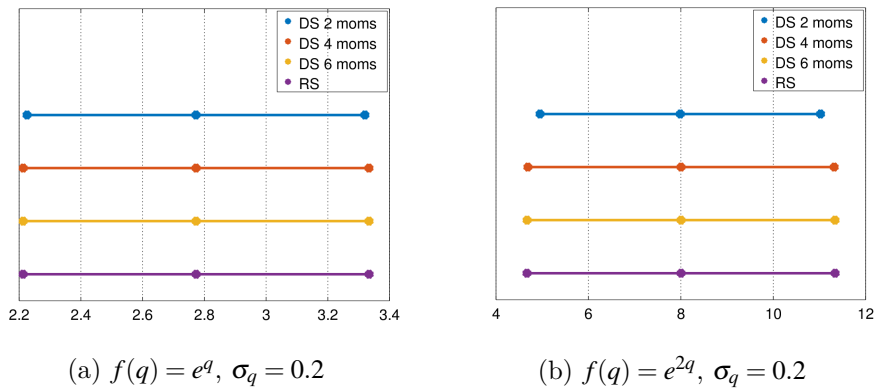 DS 2 moms
DS 4 moms
DS 6 moms
RS
2.2 2.4 2.6 2.8 3 3.2 3.4
(a) f(q) = e^q, σ_q = 0.2
DS 2 moms
DS 4 moms
DS 6 moms
RS
4 6 8 10 12
(b) f(q) = e^{2q}, σ_q = 0.2